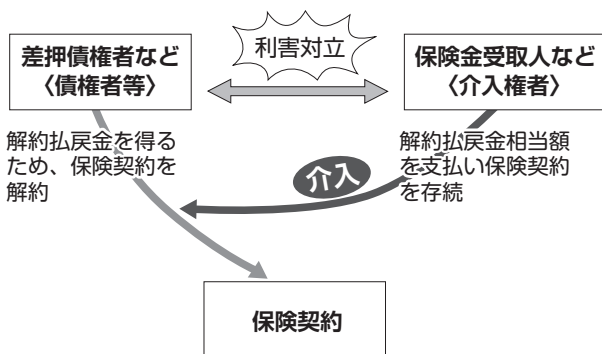 差押債権者など
〈債権者等〉
利害対立
保険金受取人など
〈介入権者〉
解約払戻金を得る
ため、保険契約を
解約
介入
解約払戻金相当額
を支払い保険契約
を存続
保険契約